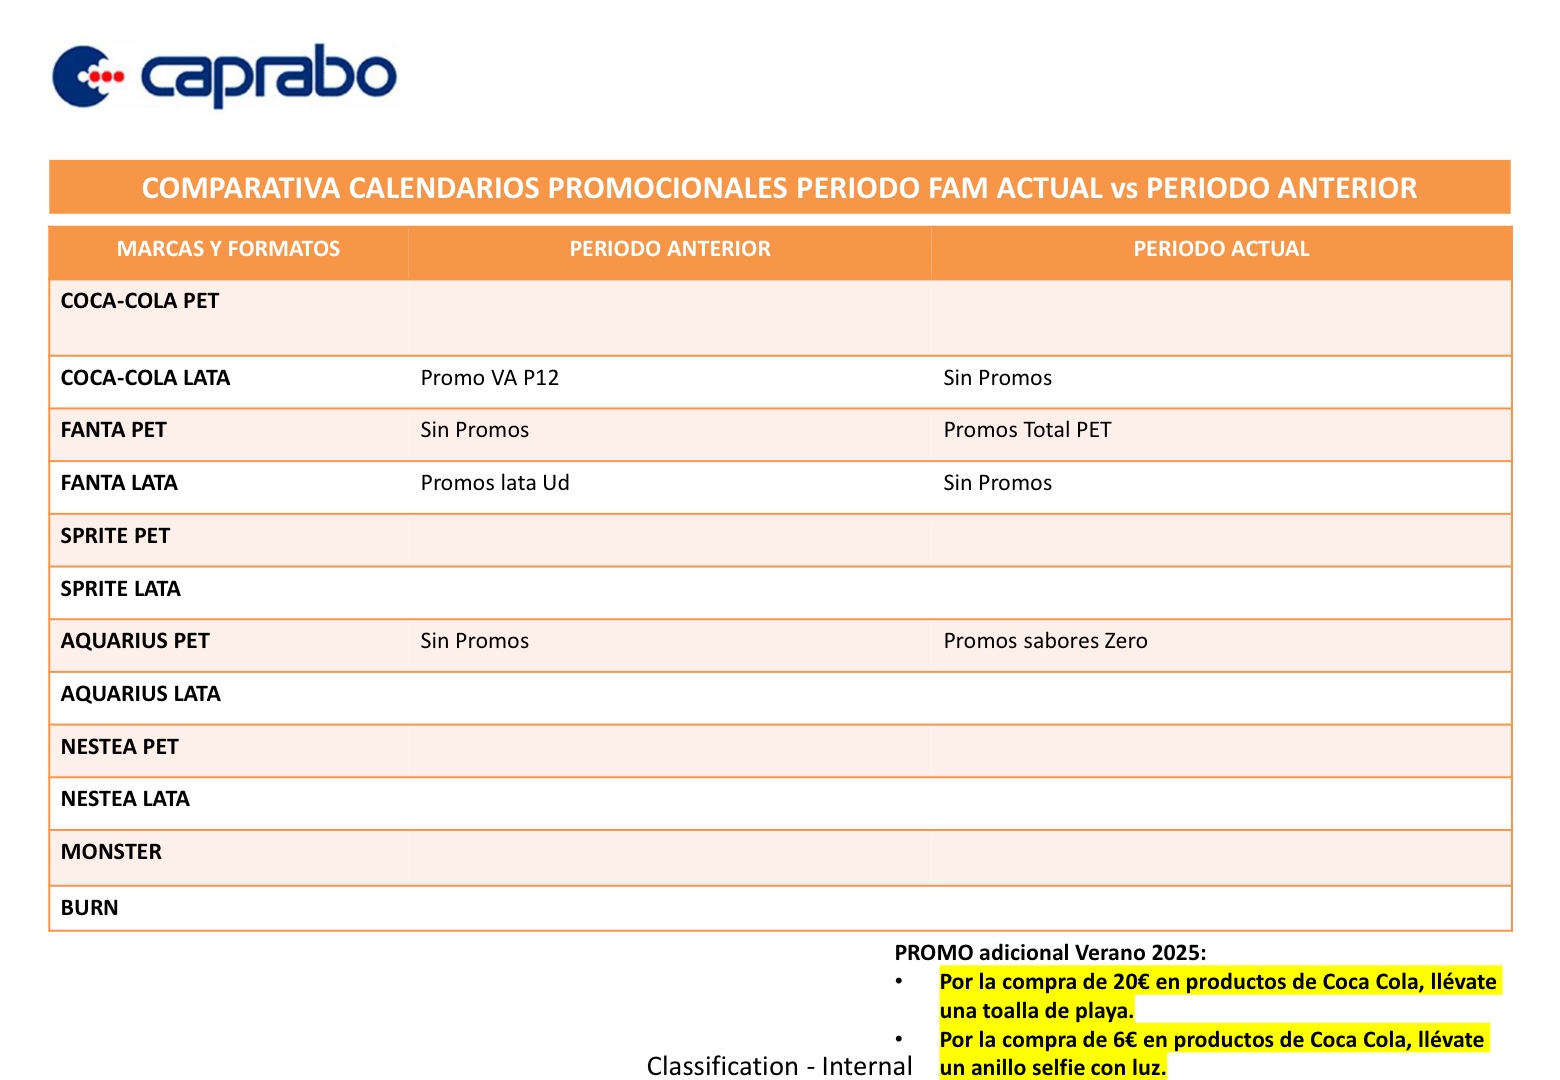 caprabo
COMPARATIVA CALENDARIOS PROMOCIONALES PERIODO FAM ACTUAL vs PERIODO ANTERIOR
MARCAS Y FORMATOS PERIODO ANTERIOR PERIODO ACTUAL
COCA-COLA PET
COCA-COLA LATA Promo VA P12 Sin Promos
FANTA PET Sin Promos Promos Total PET
FANTA LATA Promos lata Ud Sin Promos
SPRITE PET
SPRITE LATA
AQUARIUS PET Sin Promos Promos sabores Zero
AQUARIUS LATA
NESTEA PET
NESTEA LATA
MONSTER
BURN
PROMO adicional Verano 2025:
• Por la compra de 20€ en productos de Coca Cola, llévate
una toalla de playa.
• Por la compra de 6€ en productos de Coca Cola, llévate
un anillo selfie con luz.
Classification - Internal